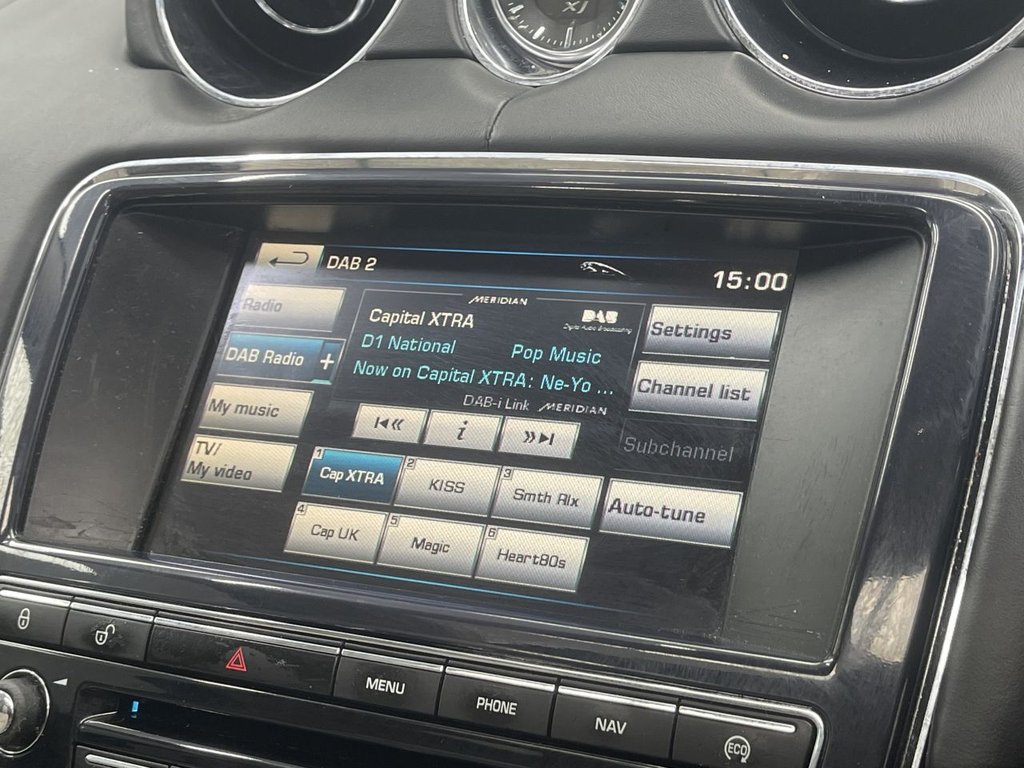 XJ
DAB 2
15:00
Radio
DAB Radio +
My music
TV/
My video
MERIDIAN
Capital XTRA
DAB
Digital Audio Broadcasting
D1 National
Pop Music
Now on Capital XTRA: Ne-Yo ...
DAB-i Link MERIDIAN
i
Settings
Channel list
Subchannel
Auto-tune
1 Cap XTRA
2 KISS
3 Smth Rlx
4 Cap UK
5 Magic
6 Heart80s
MENU
PHONE
NAV
ECO